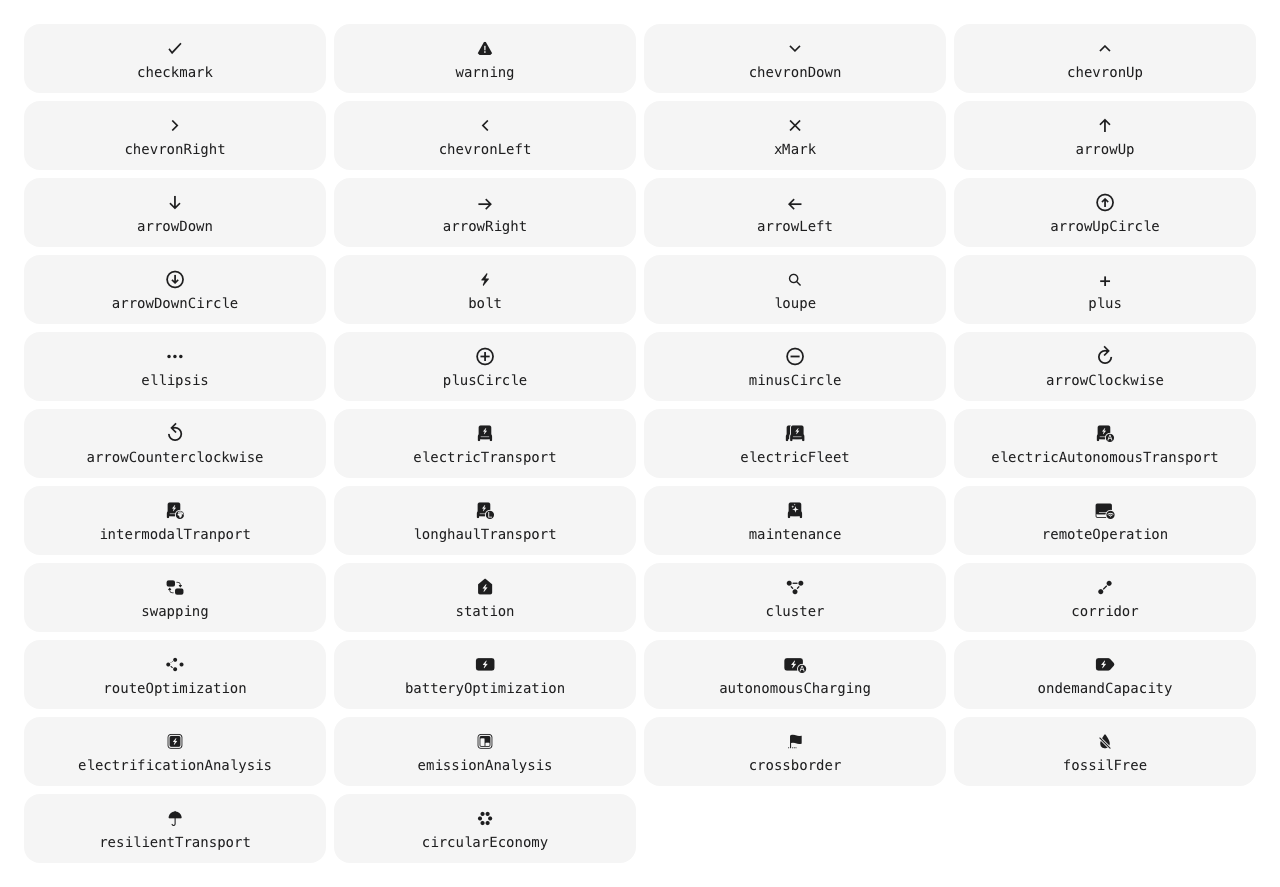 checkmark
warning
chevronDown
chevronUp
chevronRight
chevronLeft
xMark
arrowUp
arrowDown
arrowRight
arrowLeft
arrowUpCircle
arrowDownCircle
bolt
loupe
plus
ellipsis
plusCircle
minusCircle
arrowClockwise
arrowCounterclockwise
electricTransport
electricFleet
electricAutonomousTransport
intermodalTranport
longhaulTransport
maintenance
remoteOperation
swapping
station
cluster
corridor
routeOptimization
batteryOptimization
autonomousCharging
ondemandCapacity
electrificationAnalysis
emissionAnalysis
crossborder
fossilFree
resilientTransport
circularEconomy